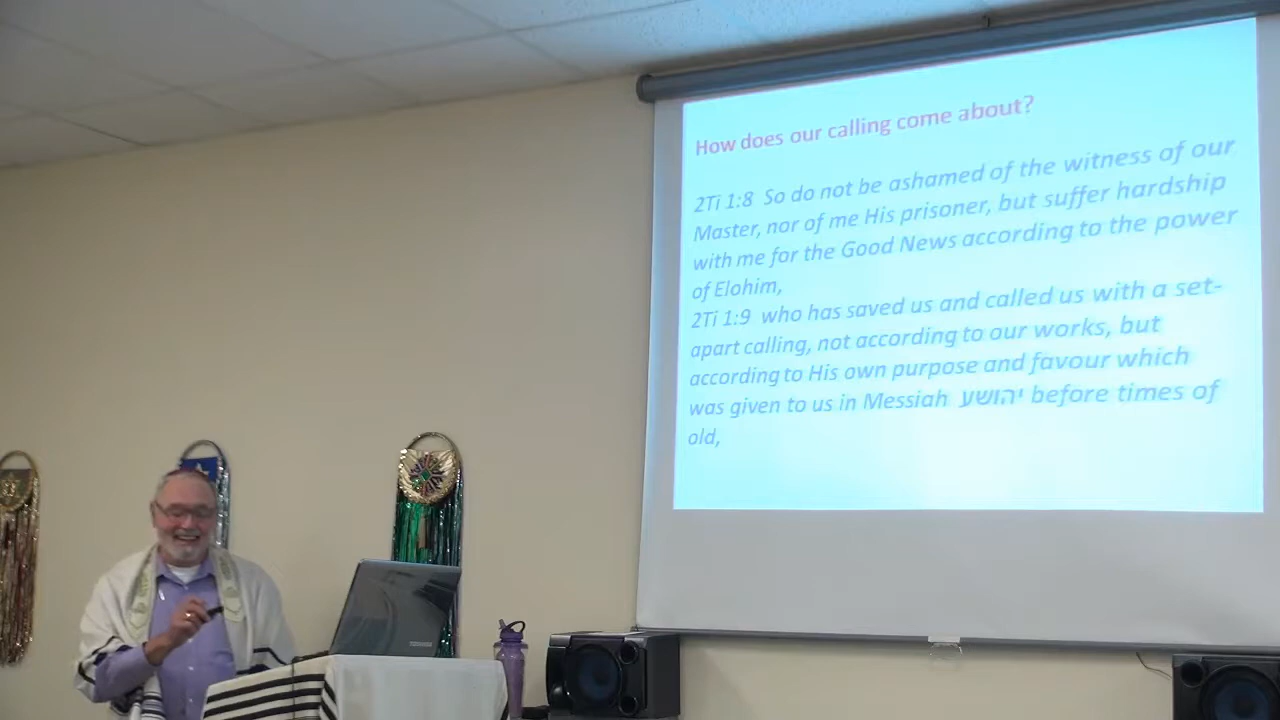 How does our calling come about?
2Ti 1:8 So do not be ashamed of the witness of our
Master, nor of me His prisoner, but suffer hardship
with me for the Good News according to the power
of Elohim,
2Ti 1:9 who has saved us and called us with a set-
apart calling, not according to our works, but
according to His own purpose and favour which
was given to us in Messiah יהושע before times of
old,